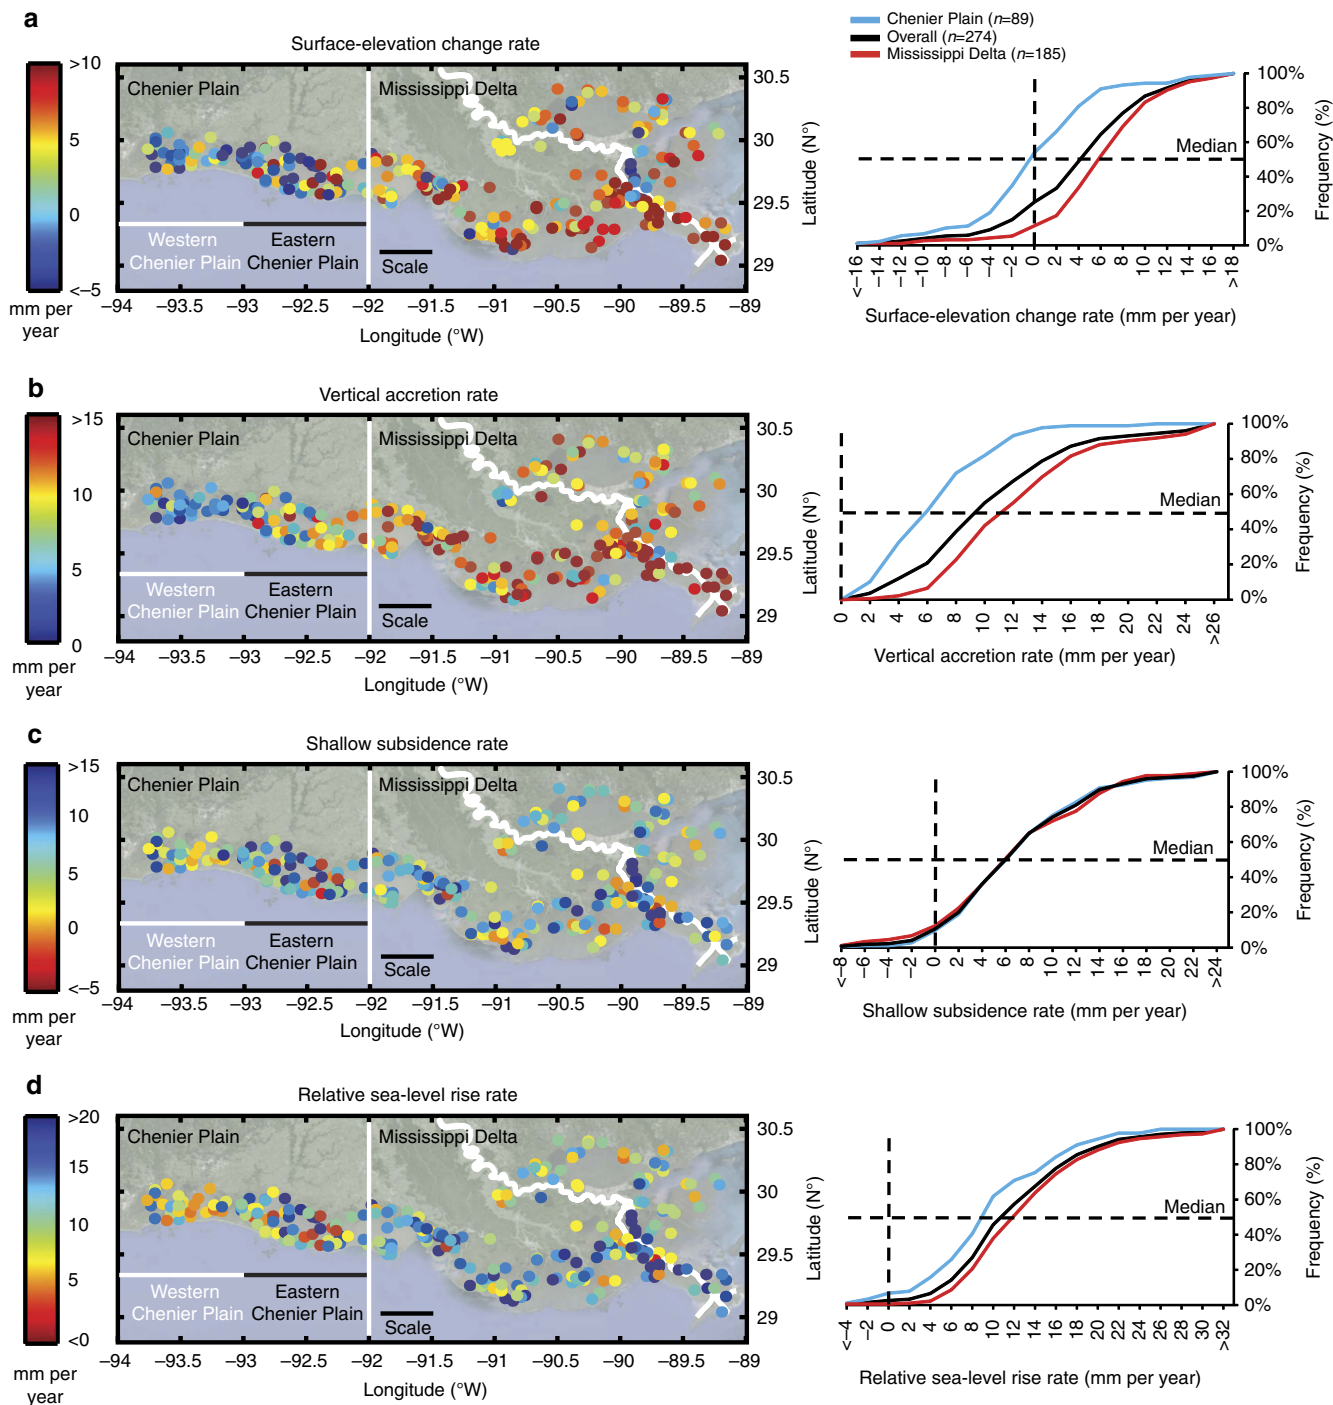 a
Surface-elevation change rate
>10
5
0
<–5
mm per
year
Chenier Plain
Mississippi Delta
Western
Chenier Plain
Eastern
Chenier Plain
Scale
30.5
30
29.5
29
Latitude (N°)
–94 –93.5 –93 –92.5 –92 –91.5 –91 –90.5 –90 –89.5 –89
Longitude (°W)
Chenier Plain (n=89)
Overall (n=274)
Mississippi Delta (n=185)
Median
100%
80%
60%
40%
20%
0%
Frequency (%)
<–16 –14 –12 –10 –8 –6 –4 –2 0 2 4 6 8 10 12 14 16 >18
Surface-elevation change rate (mm per year)
b
Vertical accretion rate
>15
10
5
0
mm per
year
Chenier Plain
Mississippi Delta
Western
Chenier Plain
Eastern
Chenier Plain
Scale
30.5
30
29.5
29
Latitude (N°)
–94 –93.5 –93 –92.5 –92 –91.5 –91 –90.5 –90 –89.5 –89
Longitude (°W)
Median
100%
80%
60%
40%
20%
0%
Frequency (%)
0 2 4 6 8 10 12 14 16 18 20 22 24 >26
Vertical accretion rate (mm per year)
c
Shallow subsidence rate
>15
10
5
0
<–5
mm per
year
Chenier Plain
Mississippi Delta
Western
Chenier Plain
Eastern
Chenier Plain
Scale
30.5
30
29.5
29
Latitude (N°)
–94 –93.5 –93 –92.5 –92 –91.5 –91 –90.5 –90 –89.5 –89
Longitude (°W)
Median
100%
80%
60%
40%
20%
0%
Frequency (%)
<–8 –6 –4 –2 0 2 4 6 8 10 12 14 16 18 20 22 >24
Shallow subsidence rate (mm per year)
d
Relative sea-level rise rate
>20
15
10
5
<0
mm per
year
Chenier Plain
Mississippi Delta
Western
Chenier Plain
Eastern
Chenier Plain
Scale
30.5
30
29.5
29
Latitude (N°)
–94 –93.5 –93 –92.5 –92 –91.5 –91 –90.5 –90 –89.5 –89
Longitude (°W)
Median
100%
80%
60%
40%
20%
0%
Frequency (%)
<–4 –2 0 2 4 6 8 10 12 14 16 18 20 22 24 26 28 30 >32
Relative sea-level rise rate (mm per year)